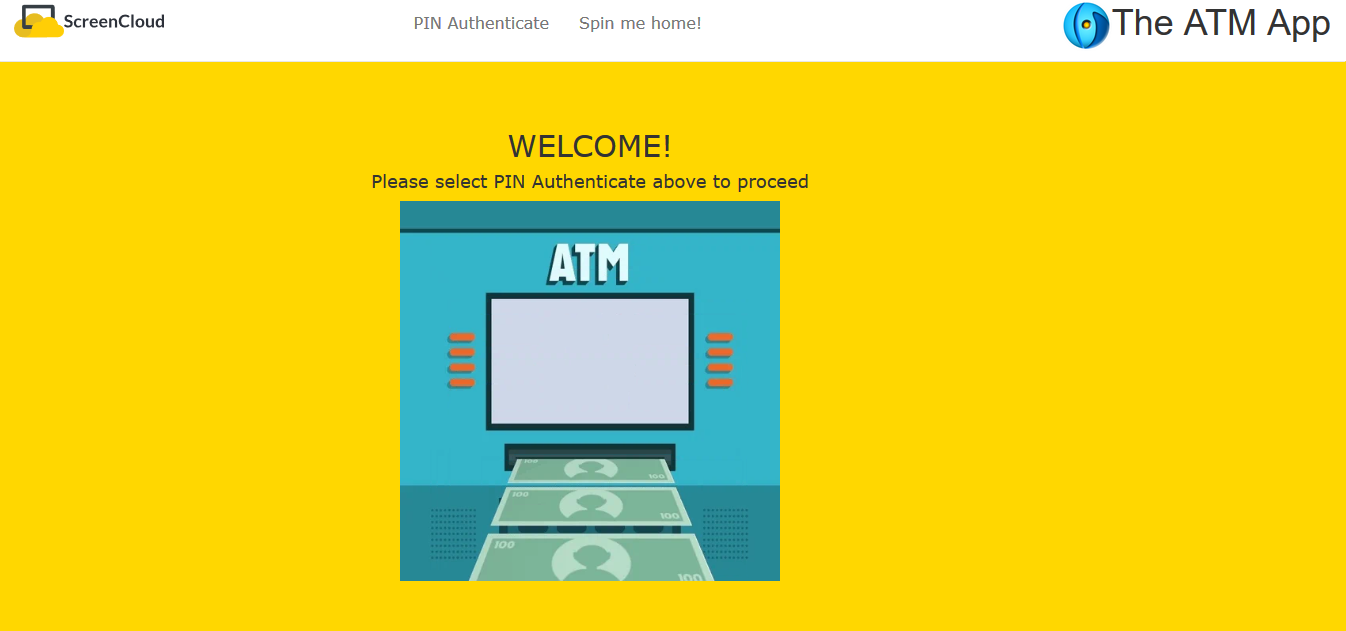 ScreenCloud
PIN Authenticate
Spin me home!
The ATM App
WELCOME!
Please select PIN Authenticate above to proceed
ATM
100
100
100
100
100
100